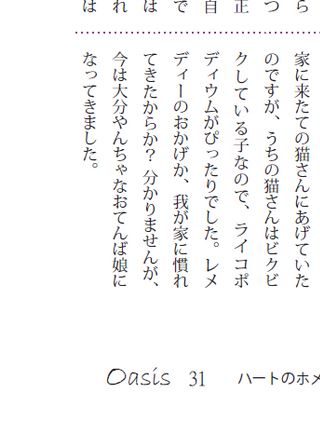 ら
つ
正
自
で
は
れ
は
家に来たての猫さんにあげていた
のですが、うちの猫さんはビクビ
クしている子なので、ライコポ
ディウムがぴったりでした。レメ
ディーのおかげか、我が家に慣れ
てきたからか？ 分かりませんが、
今は大分やんちゃなおてんば娘に
なってきました。
Oasis 31 ハートのホメ